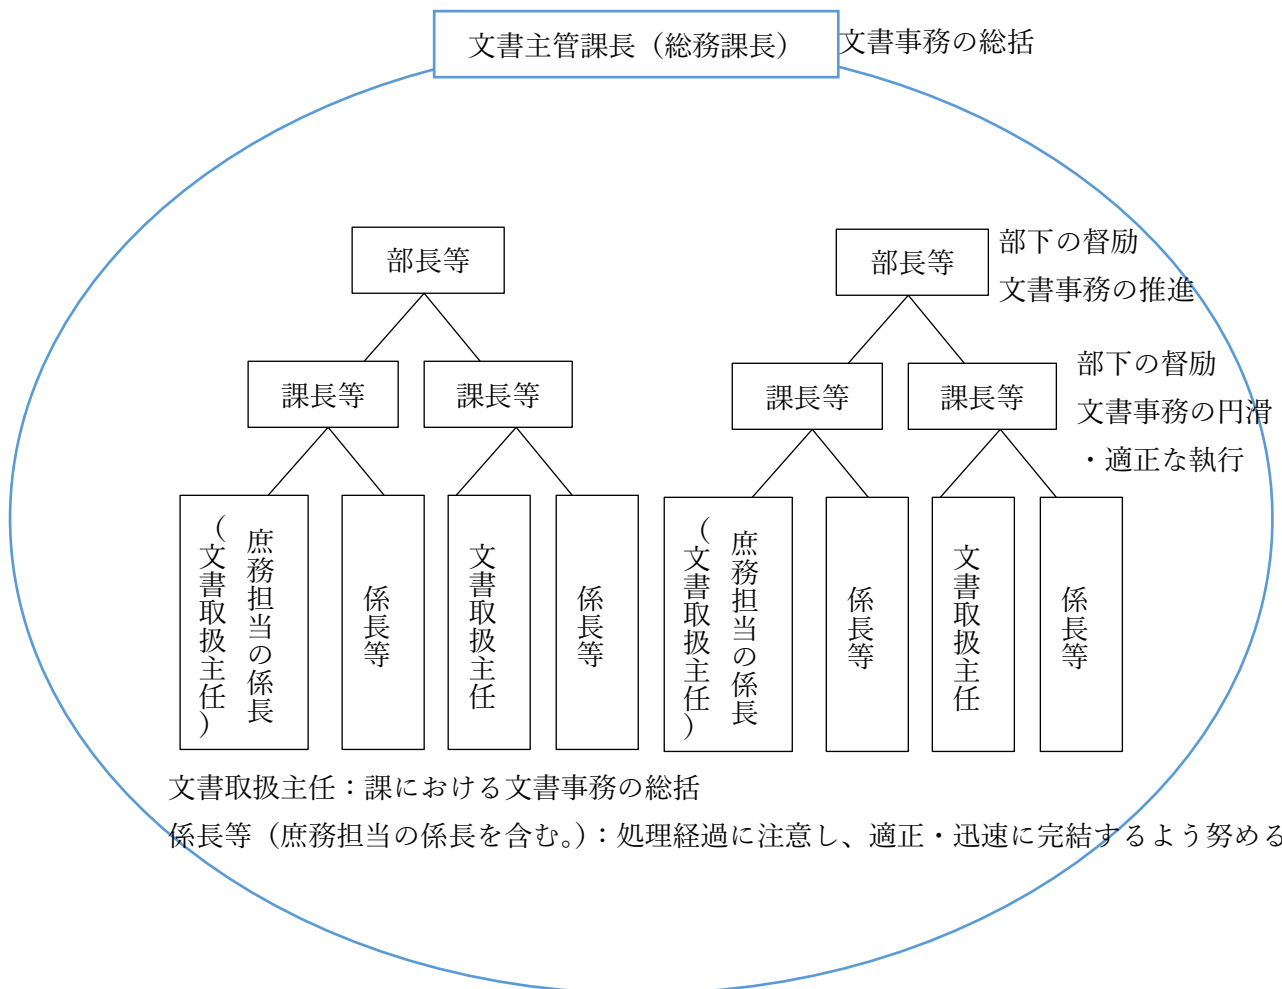 文書主管課長（総務課長）
文書事務の総括
部長等
部長等
部下の督励
文書事務の推進
課長等
課長等
課長等
課長等
部下の督励
文書事務の円滑
・適正な執行
庶務担当の係長
（文書取扱主任）
係長等
文書取扱主任
係長等
庶務担当の係長
（文書取扱主任）
係長等
文書取扱主任
係長等
文書取扱主任：課における文書事務の総括
係長等（庶務担当の係長を含む。）：処理経過に注意し、適正・迅速に完結するよう努める